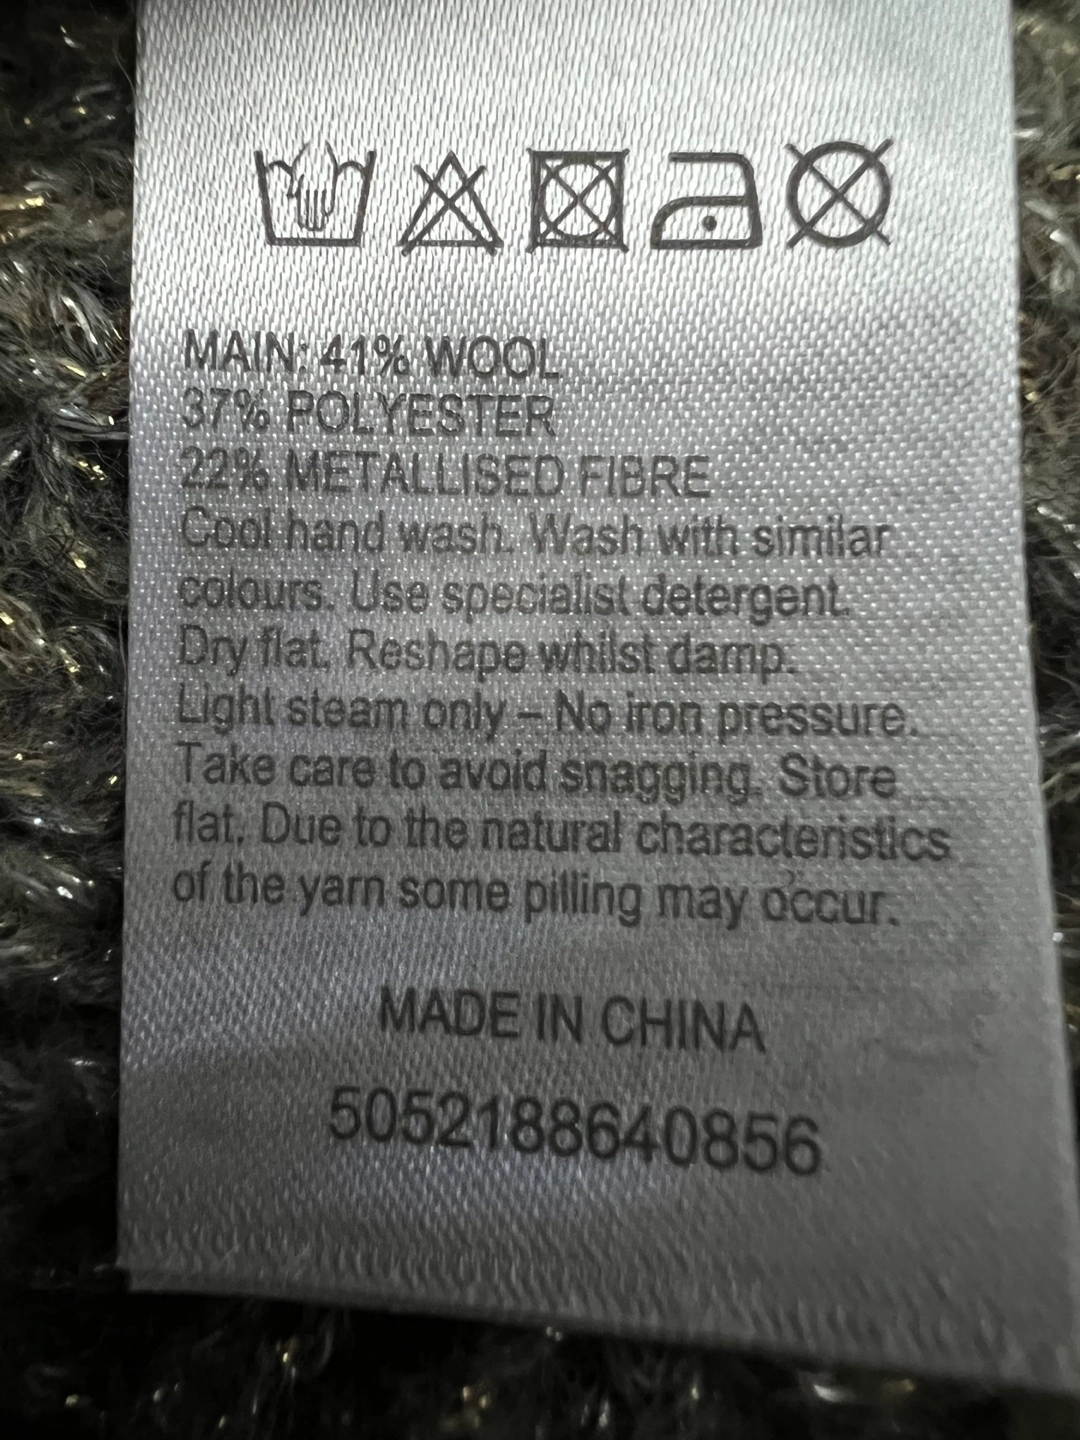 MAIN: 41% WOOL
37% POLYESTER
22% METALLISED FIBRE
Cool hand wash. Wash with similar
colours. Use specialist detergent.
Dry flat. Reshape whilst damp.
Light steam only – No iron pressure.
Take care to avoid snagging. Store
flat. Due to the natural characteristics
of the yarn some pilling may occur.
MADE IN CHINA
5052188640856